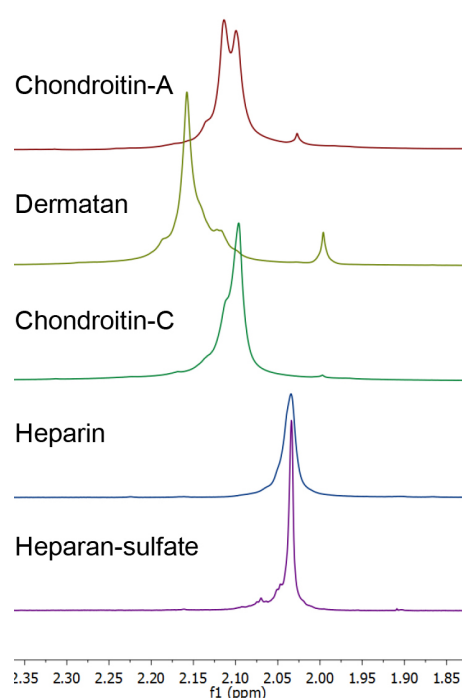 Chondroitin-A
Dermatan
Chondroitin-C
Heparin
Heparan-sulfate
2.35 2.30 2.25 2.20 2.15 2.10 2.05 2.00 1.95 1.90 1.85
f1 (ppm)